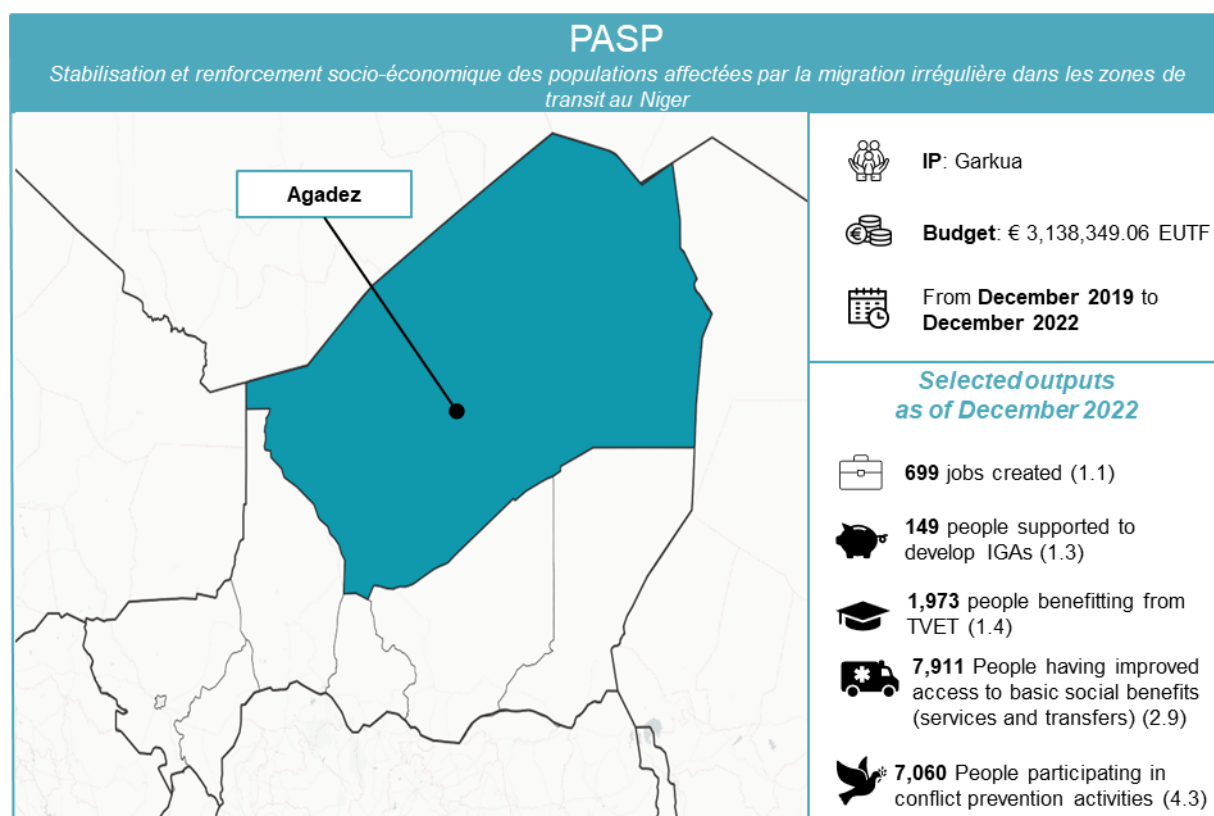 PASP
Stabilisation et renforcement socio-économique des populations affectées par la migration irrégulière dans les zones de
transit au Niger
Agadez
IP: Garkua
Budget: € 3,138,349.06 EUTF
From December 2019 to
December 2022
Selected outputs
as of December 2022
699 jobs created (1.1)
149 people supported to
develop IGAs (1.3)
1,973 people benefitting from
TVET (1.4)
7,911 People having improved
access to basic social benefits
(services and transfers) (2.9)
7,060 People participating in
conflict prevention activities (4.3)